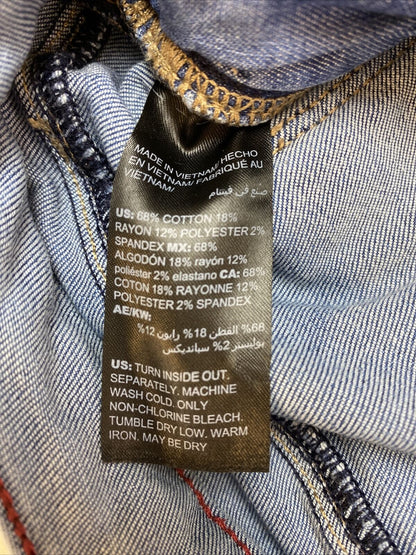 MADE IN VIETNAM/ HECHO
EN VIETNAM/ FABRIQUÉ AU
VIETNAM/
صنع في فيتنام
US: 68% COTTON 18%
RAYON 12% POLYESTER 2%
SPANDEX MX: 68%
ALGODÓN 18% rayón 12%
poliéster 2% elastano CA: 68%
COTON 18% RAYONNE 12%
POLYESTER 2% SPANDEX
AE/KW:
68% القطن 18% رايون 12%
بوليستر 2% سبانديكس
US: TURN INSIDE OUT.
SEPARATELY. MACHINE
WASH COLD. ONLY
NON-CHLORINE BLEACH.
TUMBLE DRY LOW. WARM
IRON. MAY BE DRY